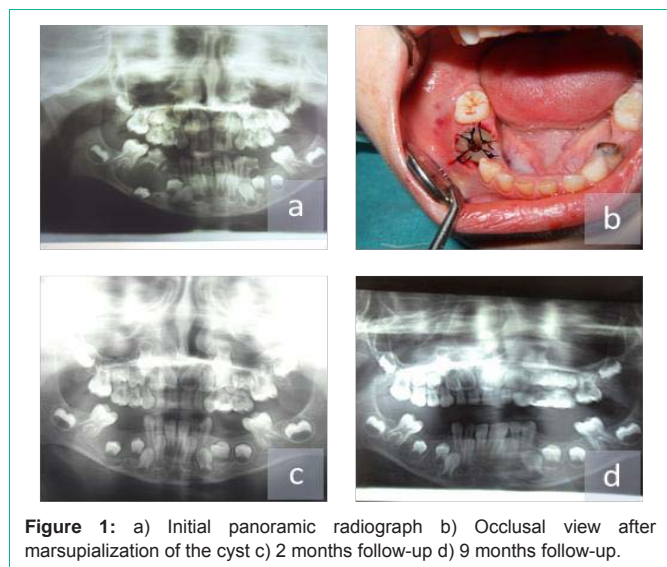 a
b
c
d
Figure 1: a) Initial panoramic radiograph b) Occlusal view after
marsupialization of the cyst c) 2 months follow-up d) 9 months follow-up.